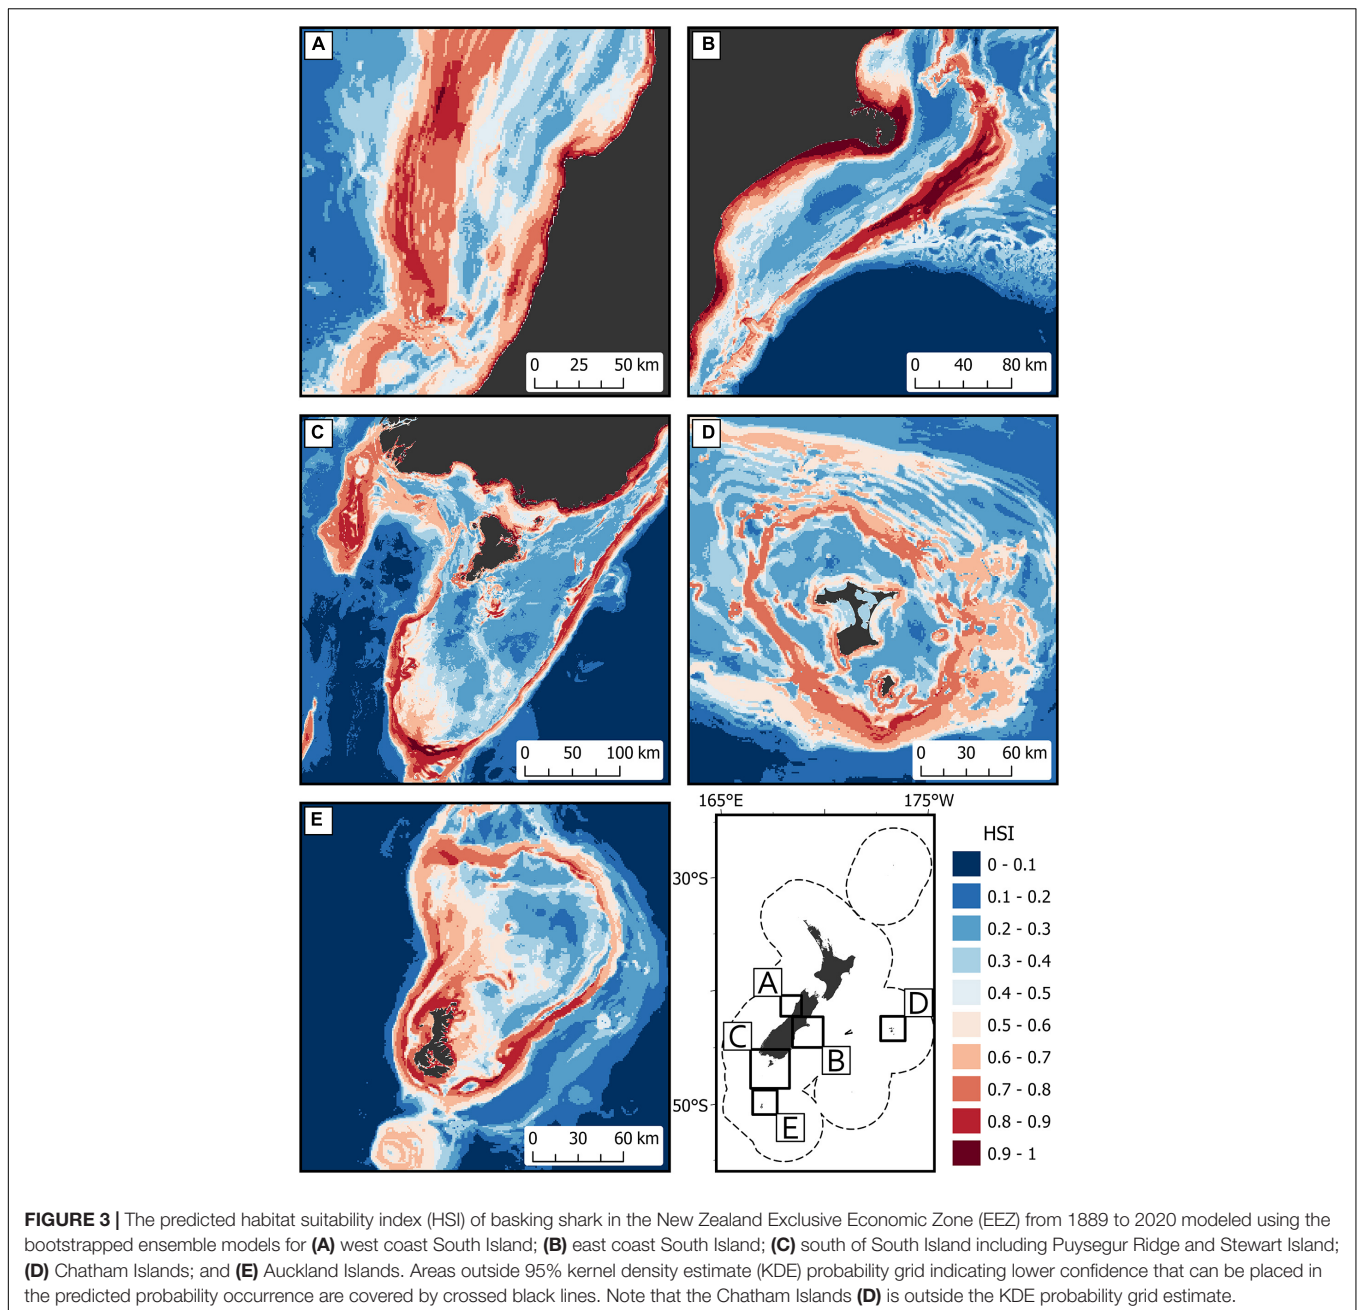 A
0 25 50 km
B
0 40 80 km
C
0 50 100 km
D
0 30 60 km
E
0 30 60 km
165°E 175°W
30°S
50°S
A
B
C
D
E
HSI
0 - 0.1
0.1 - 0.2
0.2 - 0.3
0.3 - 0.4
0.4 - 0.5
0.5 - 0.6
0.6 - 0.7
0.7 - 0.8
0.8 - 0.9
0.9 - 1
FIGURE 3 | The predicted habitat suitability index (HSI) of basking shark in the New Zealand Exclusive Economic Zone (EEZ) from 1889 to 2020 modeled using the
bootstrapped ensemble models for (A) west coast South Island; (B) east coast South Island; (C) south of South Island including Puysegur Ridge and Stewart Island;
(D) Chatham Islands; and (E) Auckland Islands. Areas outside 95% kernel density estimate (KDE) probability grid indicating lower confidence that can be placed in
the predicted probability occurrence are covered by crossed black lines. Note that the Chatham Islands (D) is outside the KDE probability grid estimate.